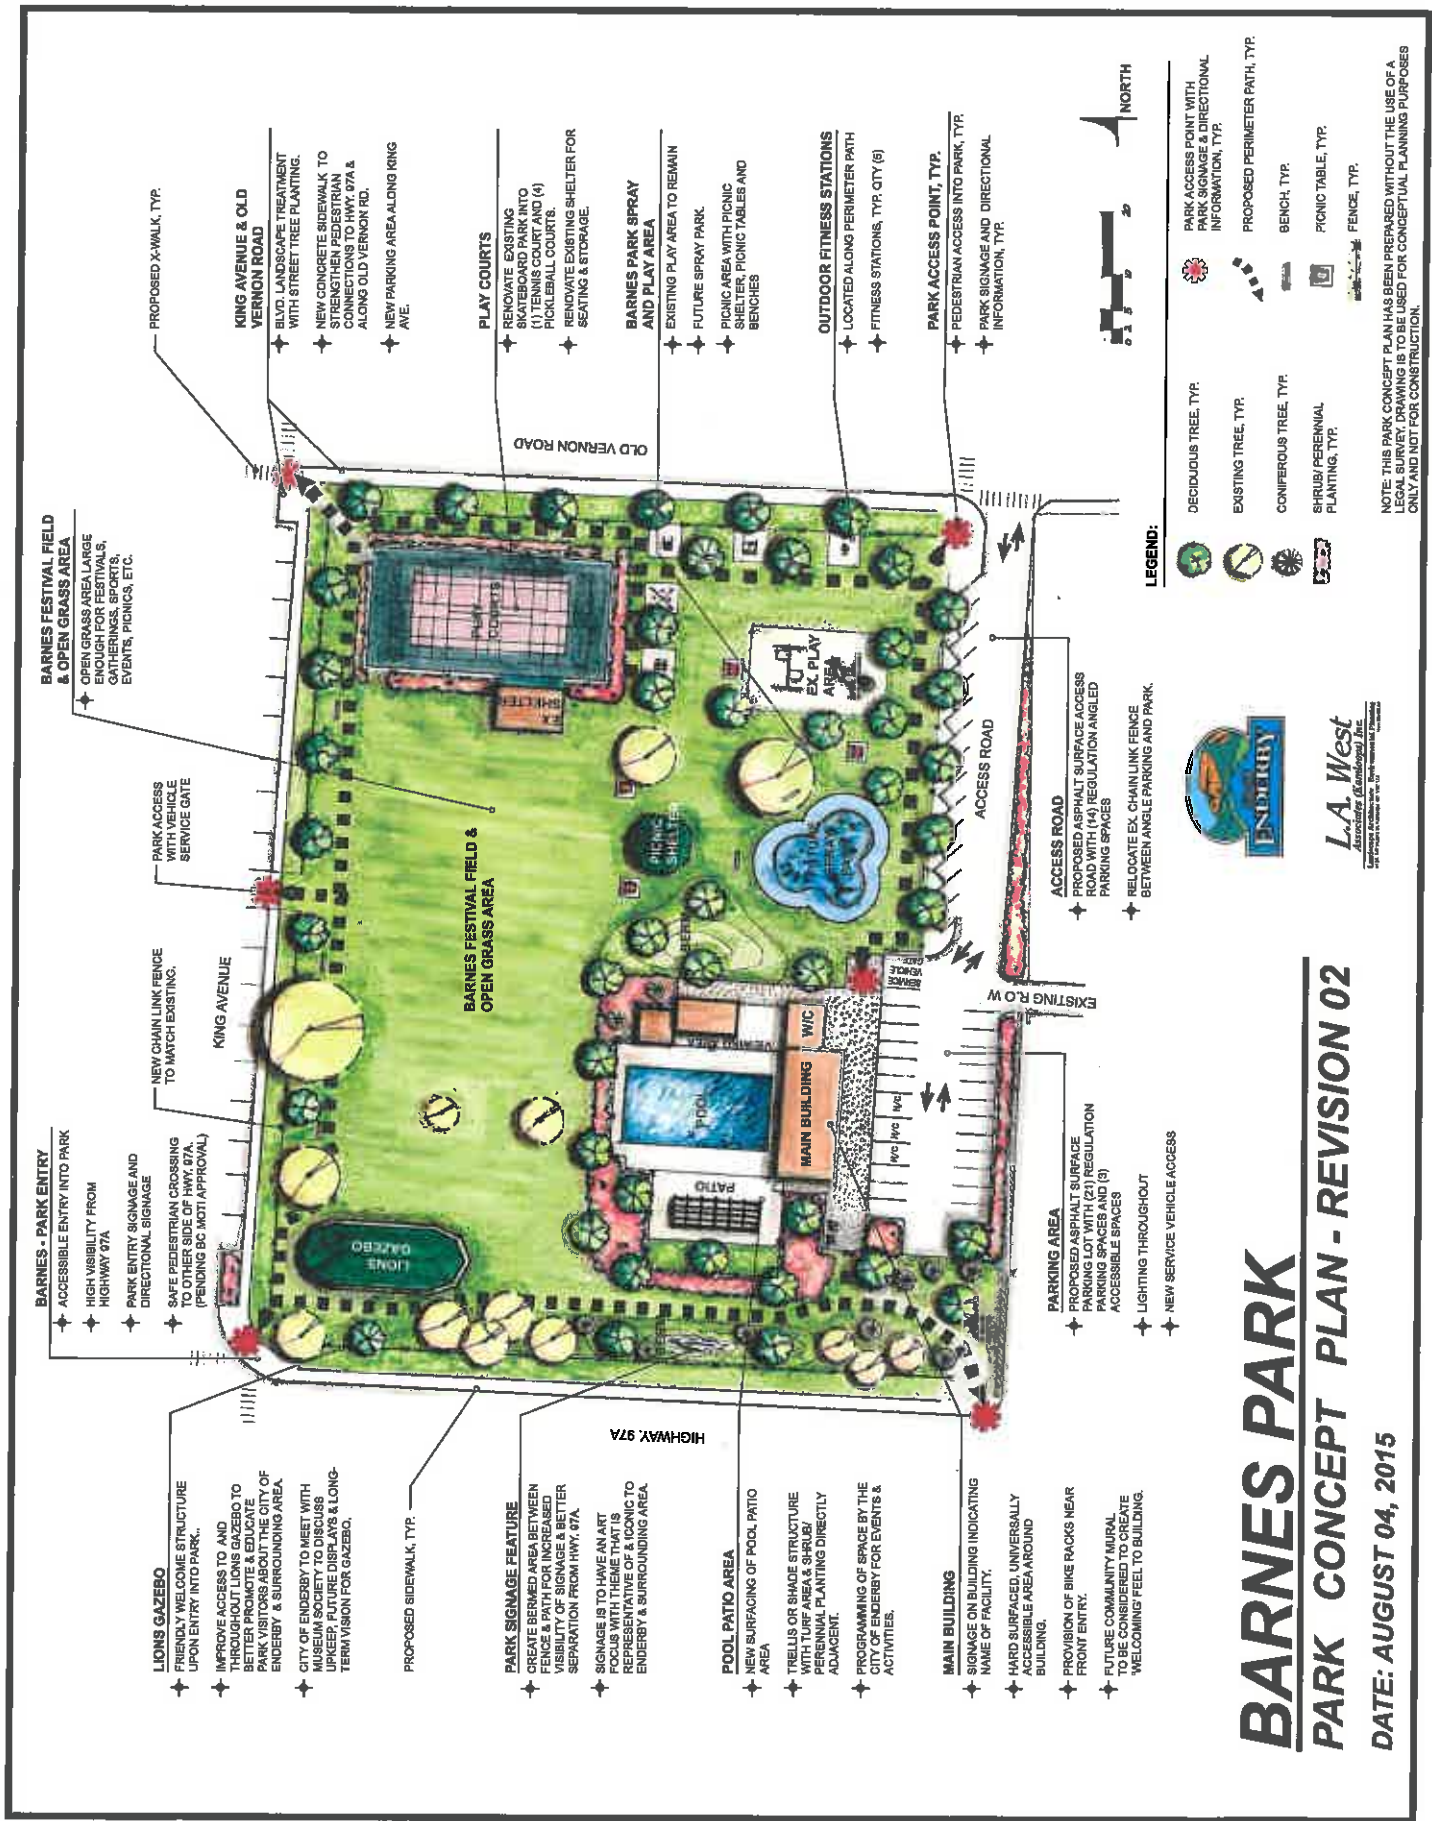 BARNES - PARK ENTRY
ACCESSIBLE ENTRY INTO PARK
HIGH VISIBILITY FROM
HIGHWAY 97A
PARK ENTRY SIGNAGE AND
DIRECTIONAL SIGNAGE
SAFE PEDESTRIAN CROSSING
TO OTHER SIDE OF HWY. 97A.
(PENDING BC MOTI APPROVAL)
NEW CHAIN LINK FENCE
TO MATCH EXISTING.
PARK ACCESS
WITH VEHICLE
SERVICE GATE
BARNES FESTIVAL FIELD
& OPEN GRASS AREA
OPEN GRASS AREA LARGE
ENOUGH FOR FESTIVALS,
GATHERINGS, SPORTS,
EVENTS, PICNICS, ETC.
PROPOSED X-WALK, TYP.
LIONS GAZEBO
FRIENDLY WELCOME STRUCTURE
UPON ENTRY INTO PARK..
IMPROVE ACCESS TO AND
THROUGHOUT LIONS GAZEBO TO
BETTER PROMOTE & EDUCATE
PARK VISITORS ABOUT THE CITY OF
ENDERBY & SURROUNDING AREA.
CITY OF ENDERBY TO MEET WITH
MUSEUM SOCIETY TO DISCUSS
UPKEEP, FUTURE DISPLAYS & LONG-
TERM VISION FOR GAZEBO.
PROPOSED SIDEWALK, TYP.
PARK SIGNAGE FEATURE
CREATE BERMED AREA BETWEEN
FENCE & PATH FOR INCREASED
VISIBILITY OF SIGNAGE & BETTER
SEPARATION FROM HWY. 97A.
SIGNAGE IS TO HAVE AN ART
FOCUS WITH THEME THAT IS
REPRESENTATIVE OF & ICONIC TO
ENDERBY & SURROUNDING AREA.
POOL PATIO AREA
NEW SURFACING OF POOL PATIO
AREA
TRELLIS OR SHADE STRUCTURE
WITH TURF AREA & SHRUB/
PERENNIAL PLANTING DIRECTLY
ADJACENT.
PROGRAMMING OF SPACE BY THE
CITY OF ENDERBY FOR EVENTS &
ACTIVITIES.
MAIN BUILDING
SIGNAGE ON BUILDING INDICATING
NAME OF FACILITY.
HARD SURFACED, UNIVERSALLY
ACCESSIBLE AREA AROUND
BUILDING.
PROVISION OF BIKE RACKS NEAR
FRONT ENTRY.
FUTURE COMMUNITY MURAL
TO BE CONSIDERED TO CREATE
'WELCOMING' FEEL TO BUILDING.
KING AVENUE
HIGHWAY 97A
OLD VERNON ROAD
LIONS
GAZEBO
BARNES FESTIVAL FIELD &
OPEN GRASS AREA
PLAY
COURTS
EX.
SHELTER
PICNIC
SHELTER
EX. PLAY
AREA
BERM
BERM
SPRAY
PARK
POOL
PATIO
VIEWING AREA
MAIN BUILDING
W/C
SERVICE
VEHICLE
GATE
H/C
H/C
H/C
ACCESS ROAD
EXISTING R.O.W
KING AVENUE & OLD
VERNON ROAD
BLVD. LANDSCAPE TREATMENT
WITH STREET TREE PLANTING.
NEW CONCRETE SIDEWALK TO
STRENGTHEN PEDESTRIAN
CONNECTIONS TO HWY. 97A &
ALONG OLD VERNON RD.
NEW PARKING AREA ALONG KING
AVE.
PLAY COURTS
RENOVATE EXISTING
SKATEBOARD PARK INTO
(1) TENNIS COURT AND (4)
PICKLEBALL COURTS.
RENOVATE EXISTING SHELTER FOR
SEATING & STORAGE.
BARNES PARK SPRAY
AND PLAY AREA
EXISTING PLAY AREA TO REMAIN
FUTURE SPRAY PARK.
PICNIC AREA WITH PICNIC
SHELTER, PICNIC TABLES AND
BENCHES
OUTDOOR FITNESS STATIONS
LOCATED ALONG PERIMETER PATH
FITNESS STATIONS, TYP. QTY (6)
PARK ACCESS POINT, TYP.
PEDESTRIAN ACCESS INTO PARK, TYP.
PARK SIGNAGE AND DIRECTIONAL
INFORMATION, TYP.
PARKING AREA
PROPOSED ASPHALT SURFACE
PARKING LOT WITH (21) REGULATION
PARKING SPACES AND (3)
ACCESSIBLE SPACES
LIGHTING THROUGHOUT
NEW SERVICE VEHICLE ACCESS
ACCESS ROAD
PROPOSED ASPHALT SURFACE ACCESS
ROAD WITH (14) REGULATION ANGLED
PARKING SPACES
RELOCATE EX. CHAINLINK FENCE
BETWEEN ANGLE PARKING AND PARK.
0 2.5 5 10 20
NORTH
LEGEND:
DECIDUOUS TREE, TYP.
EXISTING TREE, TYP.
CONIFEROUS TREE, TYP.
SHRUB/ PERENNIAL
PLANTING, TYP.
PARK ACCESS POINT WITH
PARK SIGNAGE & DIRECTIONAL
INFORMATION, TYP.
PROPOSED PERIMETER PATH, TYP.
BENCH, TYP.
PICNIC TABLE, TYP.
FENCE, TYP.
NOTE: THIS PARK CONCEPT PLAN HAS BEEN PREPARED WITHOUT THE USE OF A
LEGAL SURVEY. DRAWING IS TO BE USED FOR CONCEPTUAL PLANNING PURPOSES
ONLY AND NOT FOR CONSTRUCTION.
ENDERBY
L.A. West
Associates (Kamloops) Inc.
BARNES PARK
PARK CONCEPT PLAN - REVISION 02
DATE: AUGUST 04, 2015